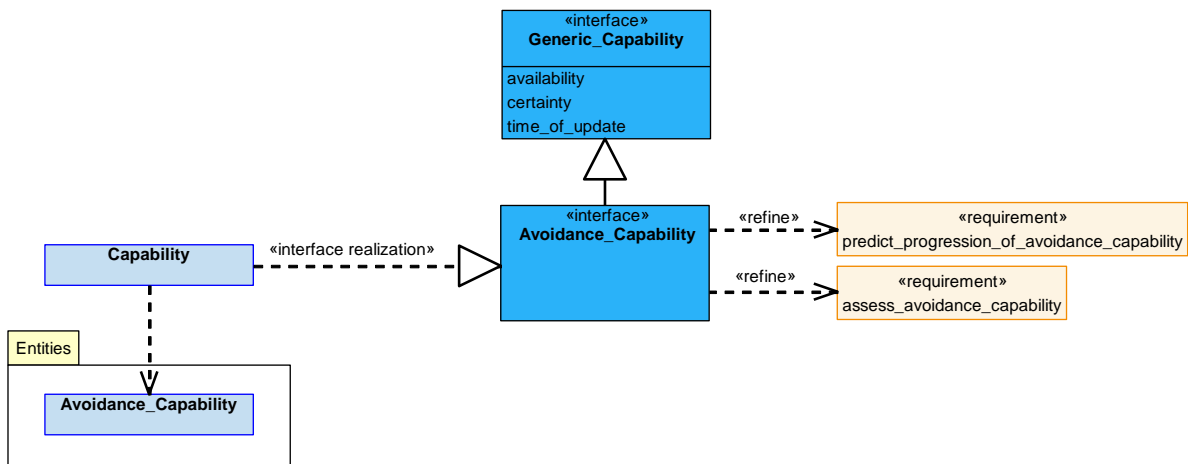 «interface»
Generic_Capability
availability
certainty
time_of_update
«interface»
Avoidance_Capability
«refine»
«requirement»
predict_progression_of_avoidance_capability
«refine»
«requirement»
assess_avoidance_capability
Capability
«interface realization»
Entities
Avoidance_Capability